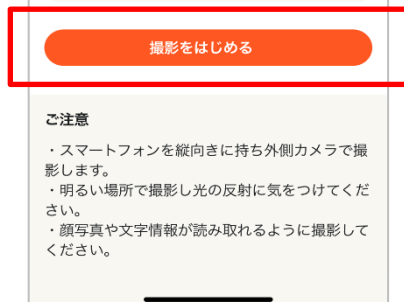 撮影をはじめる
ご注意
・スマートフォンを縦向きに持ち外側カメラで撮
影します。
・明るい場所で撮影し光の反射に気をつけてくだ
さい。
・顔写真や文字情報が読み取れるように撮影して
ください。